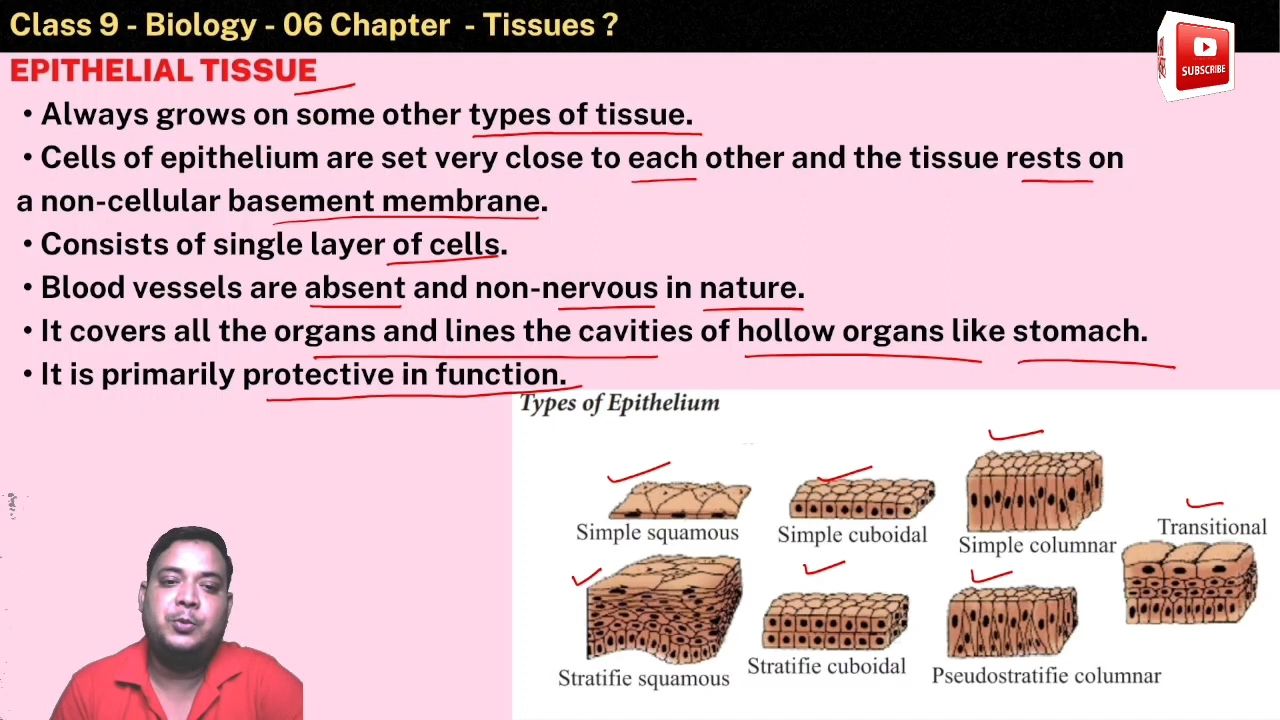 Class 9 - Biology - 06 Chapter - Tissues ?
SUBSCRIBE
EPITHELIAL TISSUE
• Always grows on some other types of tissue.
• Cells of epithelium are set very close to each other and the tissue rests on
a non-cellular basement membrane.
• Consists of single layer of cells.
• Blood vessels are absent and non-nervous in nature.
• It covers all the organs and lines the cavities of hollow organs like stomach.
• It is primarily protective in function.
Types of Epithelium
Simple squamous
Simple cuboidal
Simple columnar
Transitional
Stratifie squamous
Stratifie cuboidal
Pseudostratifie columnar